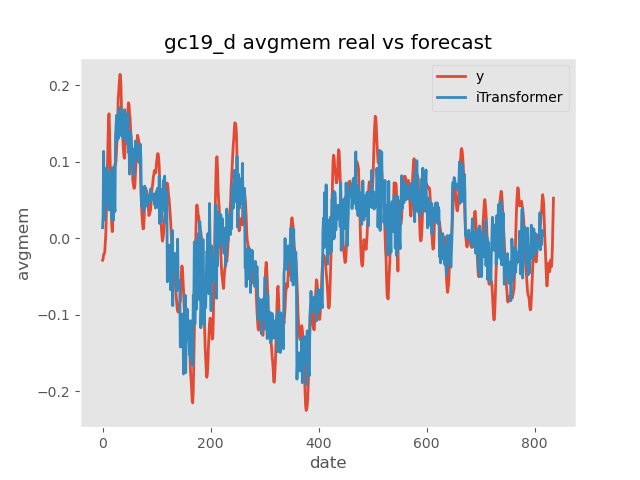 gc19_d avgmem real vs forecast
y
iTransformer
avgmem
0.2
0.1
0.0
−0.1
−0.2
0 200 400 600 800
date